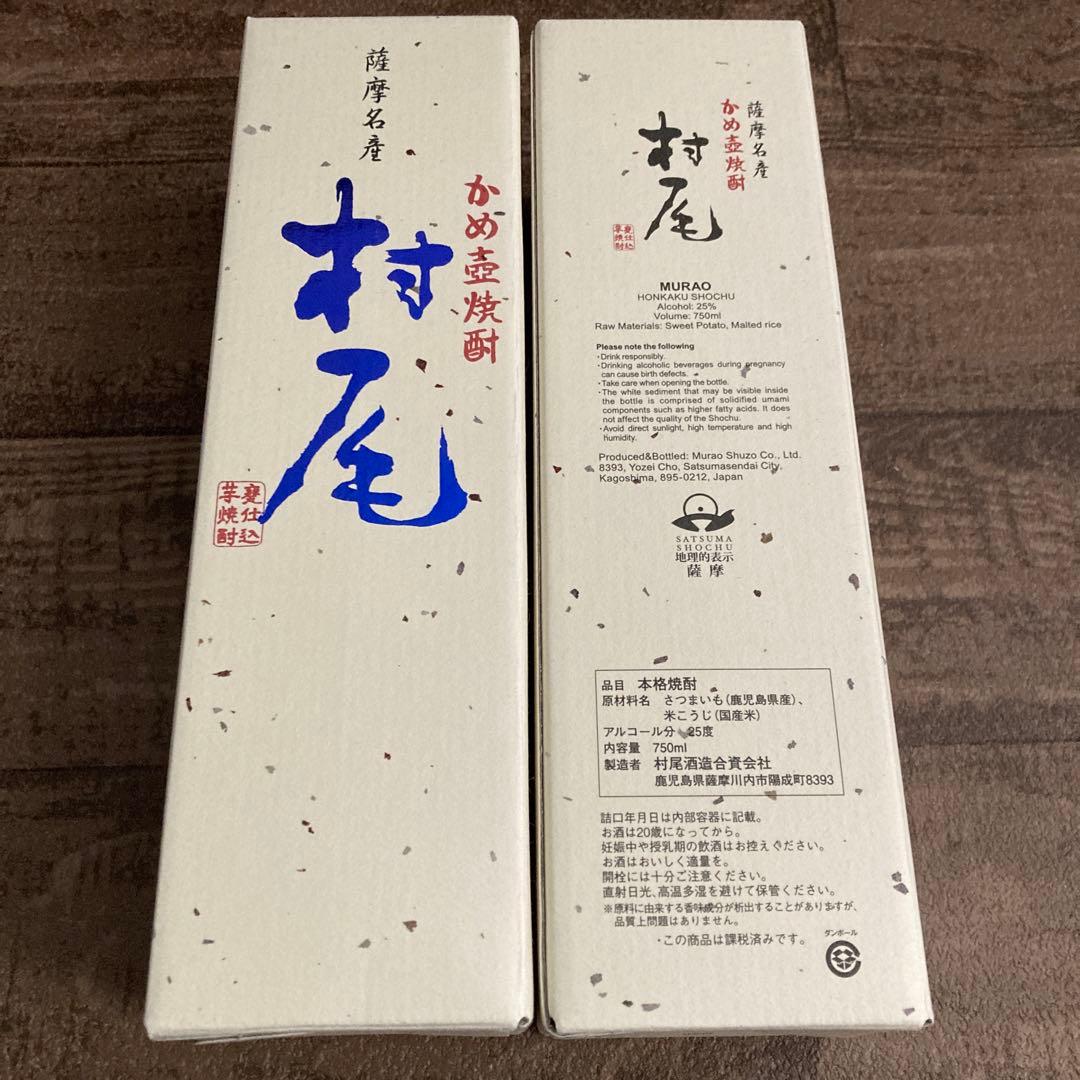 薩摩名産
かめ壺焼酎
村尾
甕仕込
芋焼酎
薩摩名産
かめ壺焼酎
村尾
甕仕込
芋焼酎
MURAO
HONKAKU SHOCHU
Alcohol: 25%
Volume: 750ml
Raw Materials: Sweet Potato, Malted rice
Please note the following
・Drink responsibly.
・Drinking alcoholic beverages during pregnancy
can cause birth defects.
・Take care when opening the bottle.
・The white sediment that may be visible inside
the bottle is comprised of solidified umami
components such as higher fatty acids. It does
not affect the quality of the Shochu.
・Avoid direct sunlight, high temperature and high
humidity.
Produced&Bottled: Murao Shuzo Co., Ltd.
8393, Yozei Cho, Satsumasendai City,
Kagoshima, 895-0212, Japan
SATSUMA
SHOCHU
地理的表示
薩摩
品目 本格焼酎
原材料名 さつまいも(鹿児島県産)、
米こうじ(国産米)
アルコール分 25度
内容量 750ml
製造者 村尾酒造合資会社
鹿児島県薩摩川内市陽成町8393
詰口年月日は内部容器に記載。
お酒は20歳になってから。
妊娠中や授乳期の飲酒はお控えください。
お酒はおいしく適量を。
開栓には十分ご注意ください。
直射日光、高温多湿を避けて保管ください。
※原料に由来する香味成分が析出することがありますが、
品質上問題はありません。
・この商品は課税済みです。
ダンボール